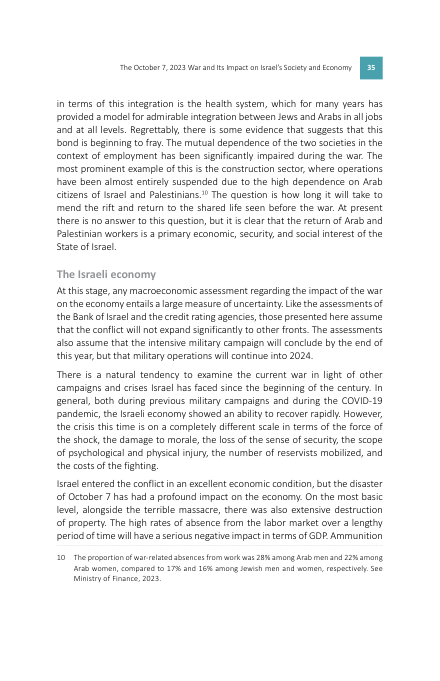 The October 7, 2023 War and Its Impact on Israel's Society and Economy 35
in terms of this integration is the health system, which for many years has
provided a model for admirable integration between Jews and Arabs in all jobs
and at all levels. Regrettably, there is some evidence that suggests that this
bond is beginning to fray. The mutual dependence of the two societies in the
context of employment has been significantly impaired during the war. The
most prominent example of this is the construction sector, where operations
have been almost entirely suspended due to the high dependence on Arab
citizens of Israel and Palestinians.10 The question is how long it will take to
mend the rift and return to the shared life seen before the war. At present
there is no answer to this question, but it is clear that the return of Arab and
Palestinian workers is a primary economic, security, and social interest of the
State of Israel.
The Israeli economy
At this stage, any macroeconomic assessment regarding the impact of the war
on the economy entails a large measure of uncertainty. Like the assessments of
the Bank of Israel and the credit rating agencies, those presented here assume
that the conflict will not expand significantly to other fronts. The assessments
also assume that the intensive military campaign will conclude by the end of
this year, but that military operations will continue into 2024.
There is a natural tendency to examine the current war in light of other
campaigns and crises Israel has faced since the beginning of the century. In
general, both during previous military campaigns and during the COVID-19
pandemic, the Israeli economy showed an ability to recover rapidly. However,
the crisis this time is on a completely different scale in terms of the force of
the shock, the damage to morale, the loss of the sense of security, the scope
of psychological and physical injury, the number of reservists mobilized, and
the costs of the fighting.
Israel entered the conflict in an excellent economic condition, but the disaster
of October 7 has had a profound impact on the economy. On the most basic
level, alongside the terrible massacre, there was also extensive destruction
of property. The high rates of absence from the labor market over a lengthy
period of time will have a serious negative impact in terms of GDP. Ammunition
10 The proportion of war-related absences from work was 28% among Arab men and 22% among
Arab women, compared to 17% and 16% among Jewish men and women, respectively. See
Ministry of Finance, 2023.